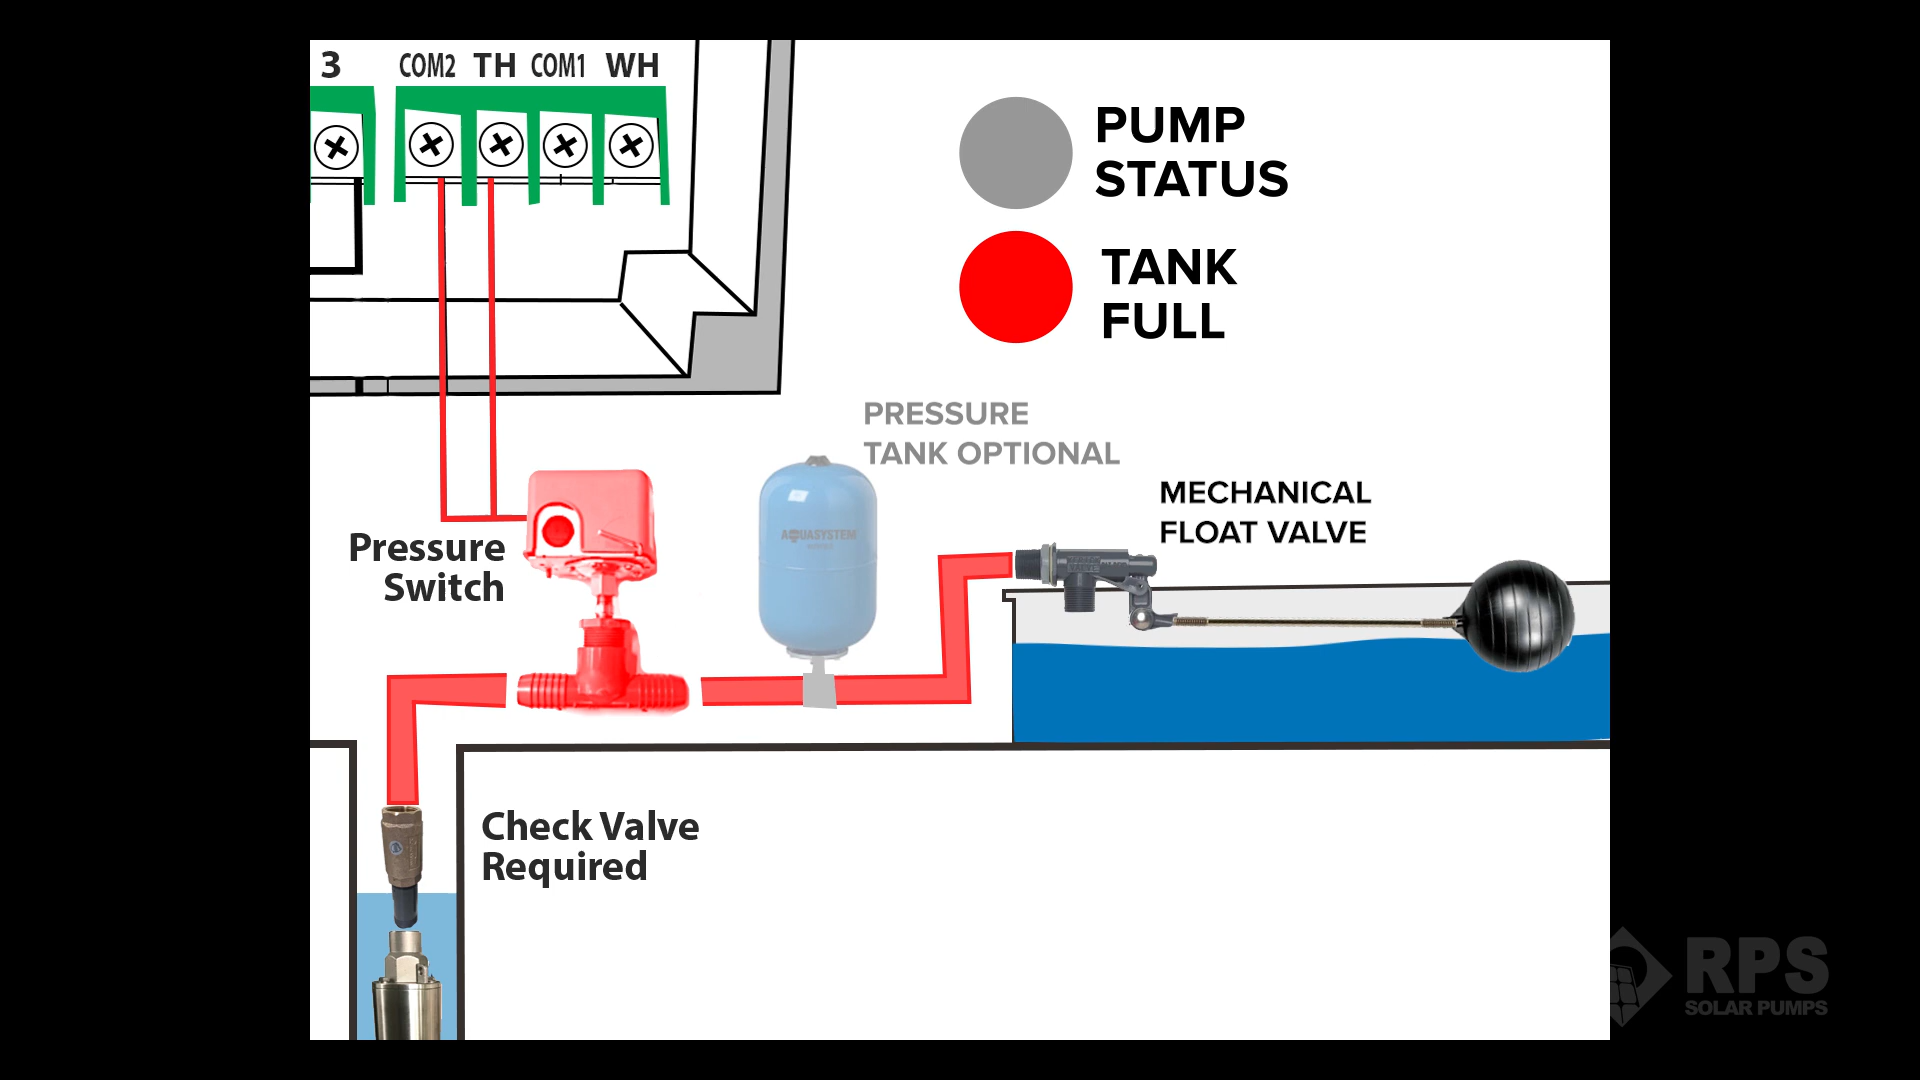 3 COM2 TH COM1 WH
PUMP
STATUS
TANK
FULL
PRESSURE
TANK OPTIONAL
MECHANICAL
FLOAT VALVE
AQUASYSTEM
Pressure
Switch
Check Valve
Required
RPS
SOLAR PUMPS